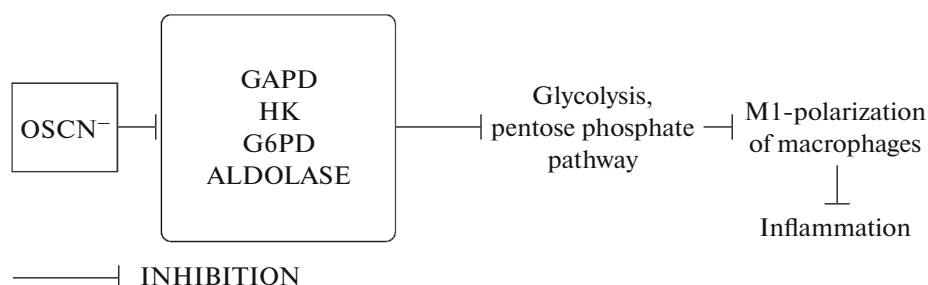 OSCN⁻
GAPD
HK
G6PD
ALDOLASE
Glycolysis,
pentose phosphate
pathway
M1-polarization
of macrophages
Inflammation
INHIBITION